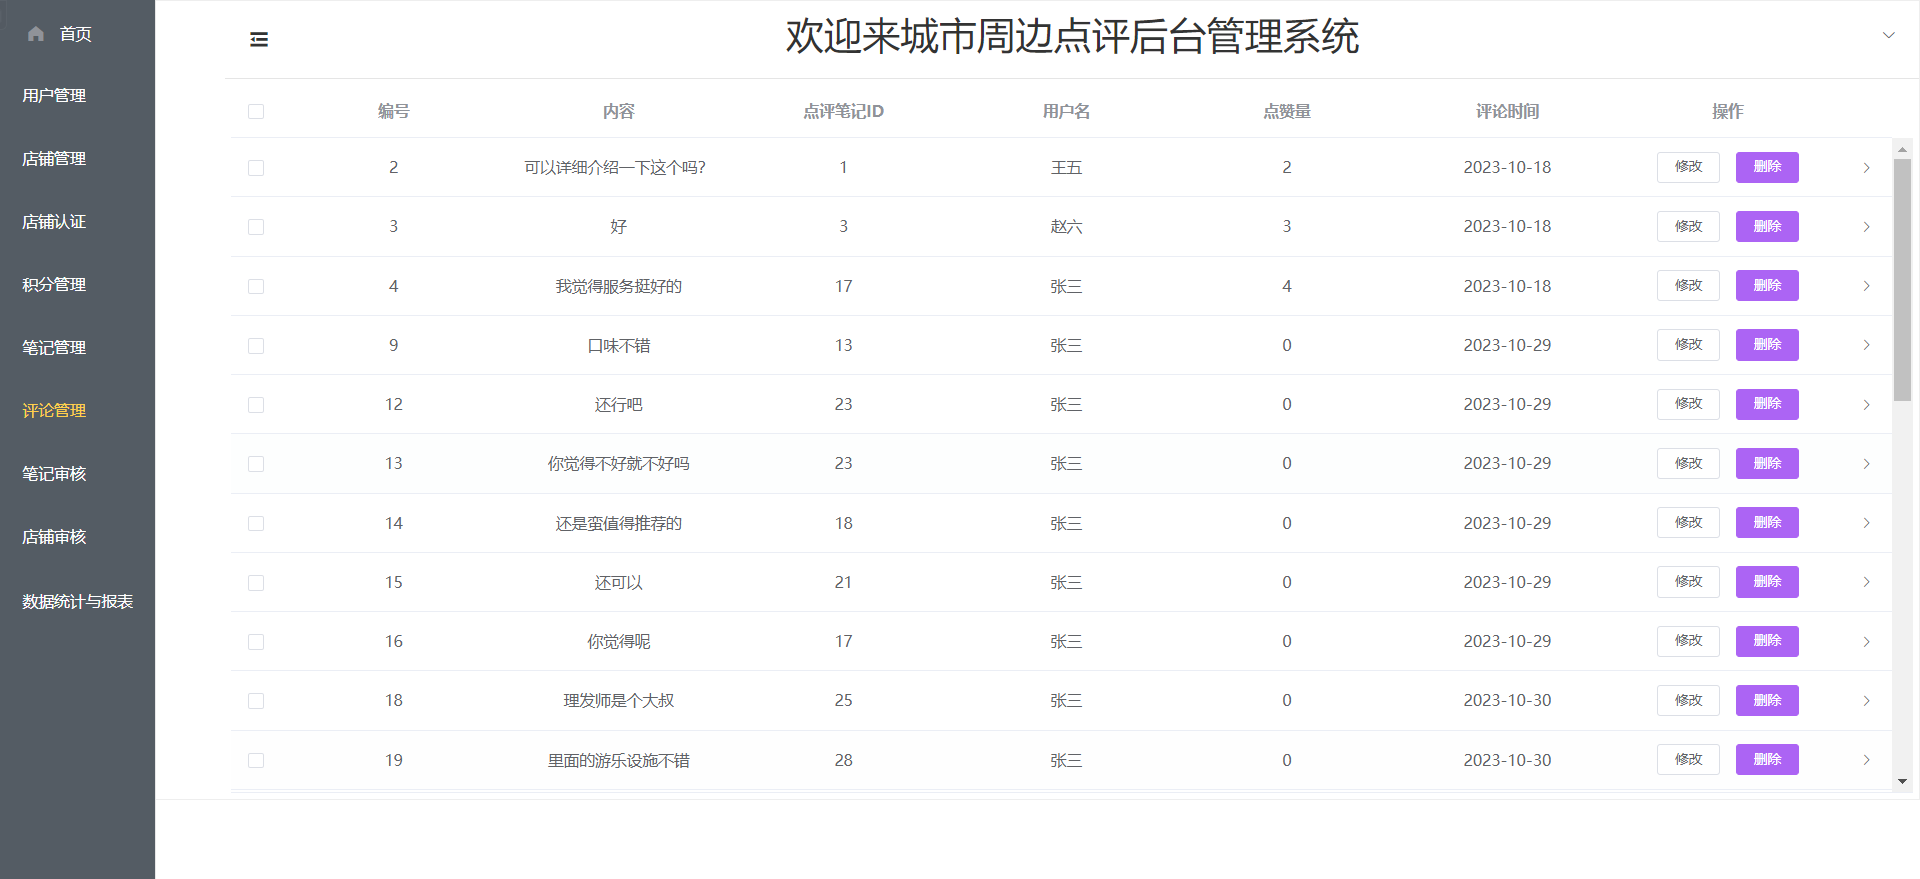 首页
用户管理
店铺管理
店铺认证
积分管理
笔记管理
评论管理
笔记审核
店铺审核
数据统计与报表
欢迎来城市周边点评后台管理系统
编号 内容 点评笔记ID 用户名 点赞量 评论时间 操作
2 可以详细介绍一下这个吗? 1 王五 2 2023-10-18 修改 删除
3 好 3 赵六 3 2023-10-18 修改 删除
4 我觉得服务挺好的 17 张三 4 2023-10-18 修改 删除
9 口味不错 13 张三 0 2023-10-29 修改 删除
12 还行吧 23 张三 0 2023-10-29 修改 删除
13 你觉得不好就不好吗 23 张三 0 2023-10-29 修改 删除
14 还是蛮值得推荐的 18 张三 0 2023-10-29 修改 删除
15 还可以 21 张三 0 2023-10-29 修改 删除
16 你觉得呢 17 张三 0 2023-10-29 修改 删除
18 理发师是个大叔 25 张三 0 2023-10-30 修改 删除
19 里面的游乐设施不错 28 张三 0 2023-10-30 修改 删除